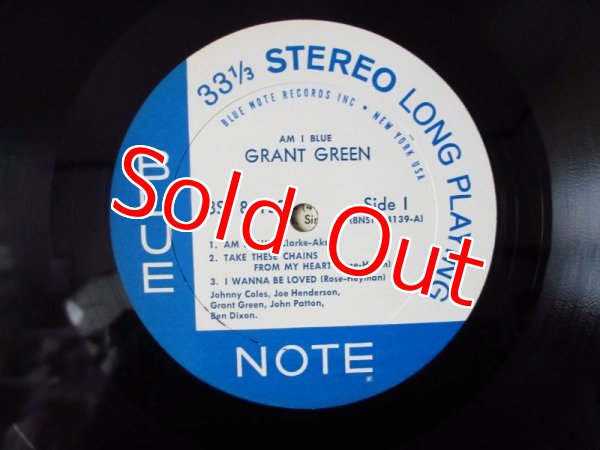 33⅓ STEREO LONG PLAYING
BLUE NOTE RECORDS INC • NEW YORK USA
AM I BLUE
GRANT GREEN
Side 1
1. AM
2. TAKE THESE CHAINS
FROM MY HEART
3. I WANNA BE LOVED (Rose-Heyman)
Johnny Coles, Joe Henderson,
Grant Green, John Patton,
Ben Dixon.
BLUE
NOTE
®
Sold Out